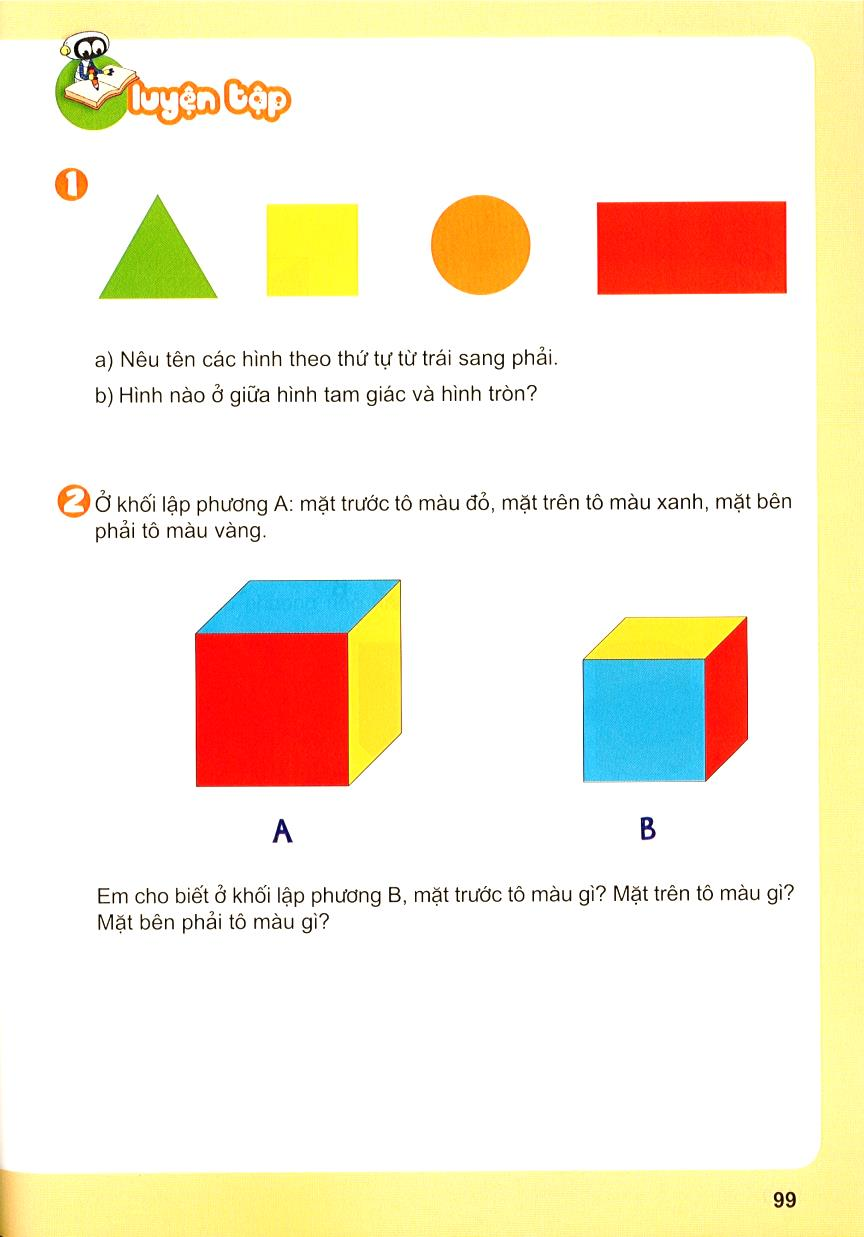 luyện tập
1
a) Nêu tên các hình theo thứ tự từ trái sang phải.
b) Hình nào ở giữa hình tam giác và hình tròn?
2 Ở khối lập phương A: mặt trước tô màu đỏ, mặt trên tô màu xanh, mặt bên
phải tô màu vàng.
A
B
Em cho biết ở khối lập phương B, mặt trước tô màu gì? Mặt trên tô màu gì?
Mặt bên phải tô màu gì?
99